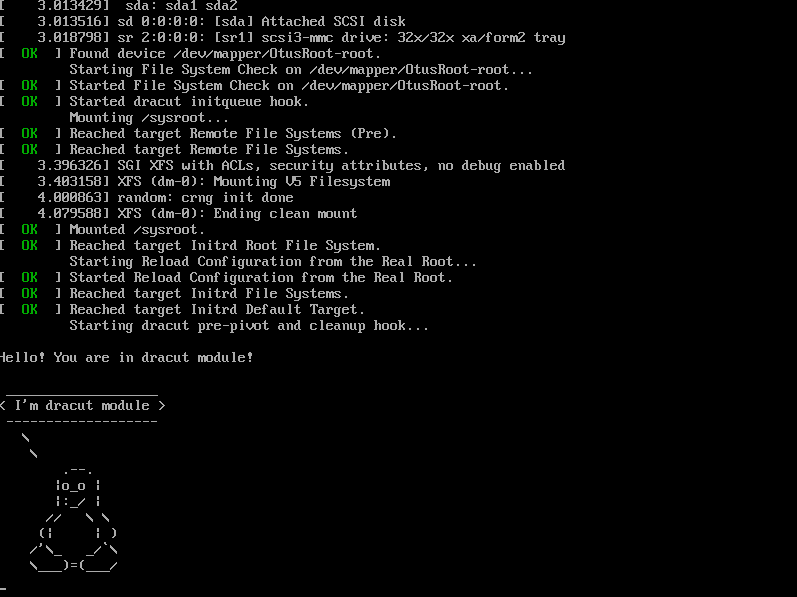 [    3.013429]  sda: sda1 sda2
[    3.013516] sd 0:0:0:0: [sda] Attached SCSI disk
[    3.018798] sr 2:0:0:0: [sr1] scsi3-mmc drive: 32x/32x xa/form2 tray
[  OK  ] Found device /dev/mapper/OtusRoot-root.
         Starting File System Check on /dev/mapper/OtusRoot-root...
[  OK  ] Started File System Check on /dev/mapper/OtusRoot-root.
[  OK  ] Started dracut initqueue hook.
         Mounting /sysroot...
[  OK  ] Reached target Remote File Systems (Pre).
[  OK  ] Reached target Remote File Systems.
[    3.396326] SGI XFS with ACLs, security attributes, no debug enabled
[    3.403158] XFS (dm-0): Mounting V5 Filesystem
[    4.000863] random: crng init done
[    4.079588] XFS (dm-0): Ending clean mount
[  OK  ] Mounted /sysroot.
[  OK  ] Reached target Initrd Root File System.
         Starting Reload Configuration from the Real Root...
[  OK  ] Started Reload Configuration from the Real Root.
[  OK  ] Reached target Initrd File Systems.
[  OK  ] Reached target Initrd Default Target.
         Starting dracut pre-pivot and cleanup hook...

Hello! You are in dracut module!

 ___________________
< I'm dracut module >
 -------------------
   \
    \
        .--.
       |o_o |
       |:_/ |
      //   \ \
     (|     | )
    /'\_   _/`\
    \___)=(___/